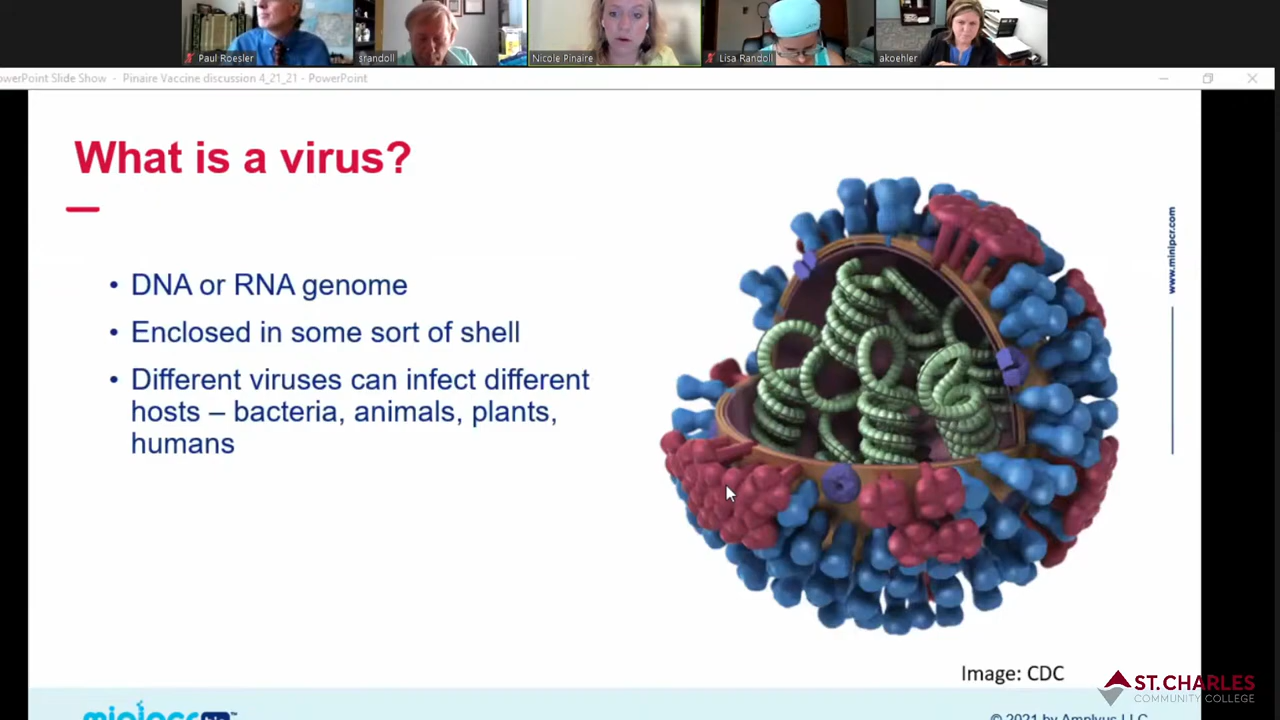 Paul Roesler
srandoll
Nicole Pinaire
Lisa Randoll
akoehler
owerPoint Slide Show - Pinaire Vaccine discussion 4_21_21 - PowerPoint
What is a virus?
• DNA or RNA genome
• Enclosed in some sort of shell
• Different viruses can infect different
hosts – bacteria, animals, plants,
humans
www.minipcr.com
Image: CDC
ST. CHARLES
COMMUNITY COLLEGE
minipcr bio™
© 2021 by Amplyus LLC